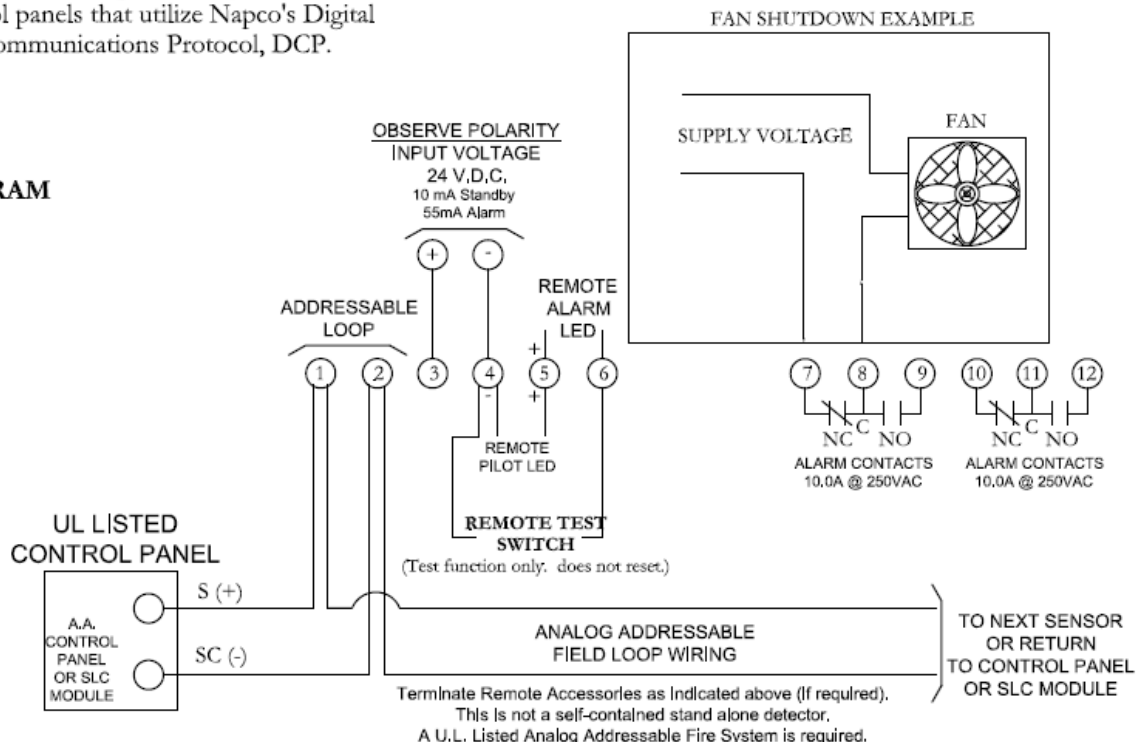 ol panels that utilize Napco's Digital
ommunications Protocol, DCP.
RAM
FAN SHUTDOWN EXAMPLE
SUPPLY VOLTAGE
FAN
OBSERVE POLARITY
INPUT VOLTAGE
24 V.D.C.
10 mA Standby
55mA Alarm
+ -
ADDRESSABLE
LOOP
REMOTE
ALARM
LED
+
1 2 3 4 5 6 7 8 9 10 11 12
- +
REMOTE
PILOT LED
C
NC NO
ALARM CONTACTS
10.0A @ 250VAC
C
NC NO
ALARM CONTACTS
10.0A @ 250VAC
REMOTE TEST
SWITCH
(Test function only. does not reset.)
UL LISTED
CONTROL PANEL
A.A.
CONTROL
PANEL
OR SLC
MODULE
S (+)
SC (-)
ANALOG ADDRESSABLE
FIELD LOOP WIRING
TO NEXT SENSOR
OR RETURN
TO CONTROL PANEL
OR SLC MODULE
Terminate Remote Accessories as indicated above (if required).
This is not a self-contained stand alone detector.
A U.L. Listed Analog Addressable Fire System is required.